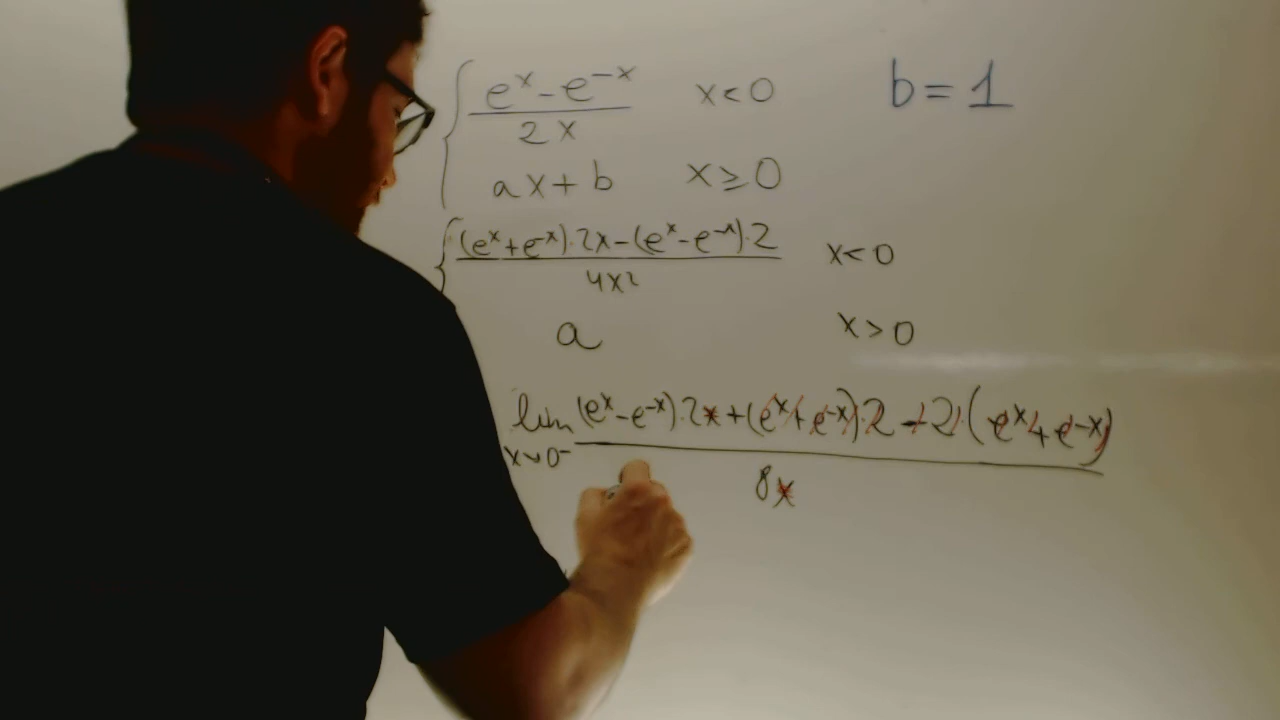 e^x - e^-x / 2x x<0 b=1
ax+b x≥0
(e^x+e^-x)·2x-(e^x-e^-x)·2 / 4x² x<0
a x>0
lim x→0⁻ (e^x-e^-x)·2x+(e^x+e^-x)·2-2·(e^x+e^-x) / 8x